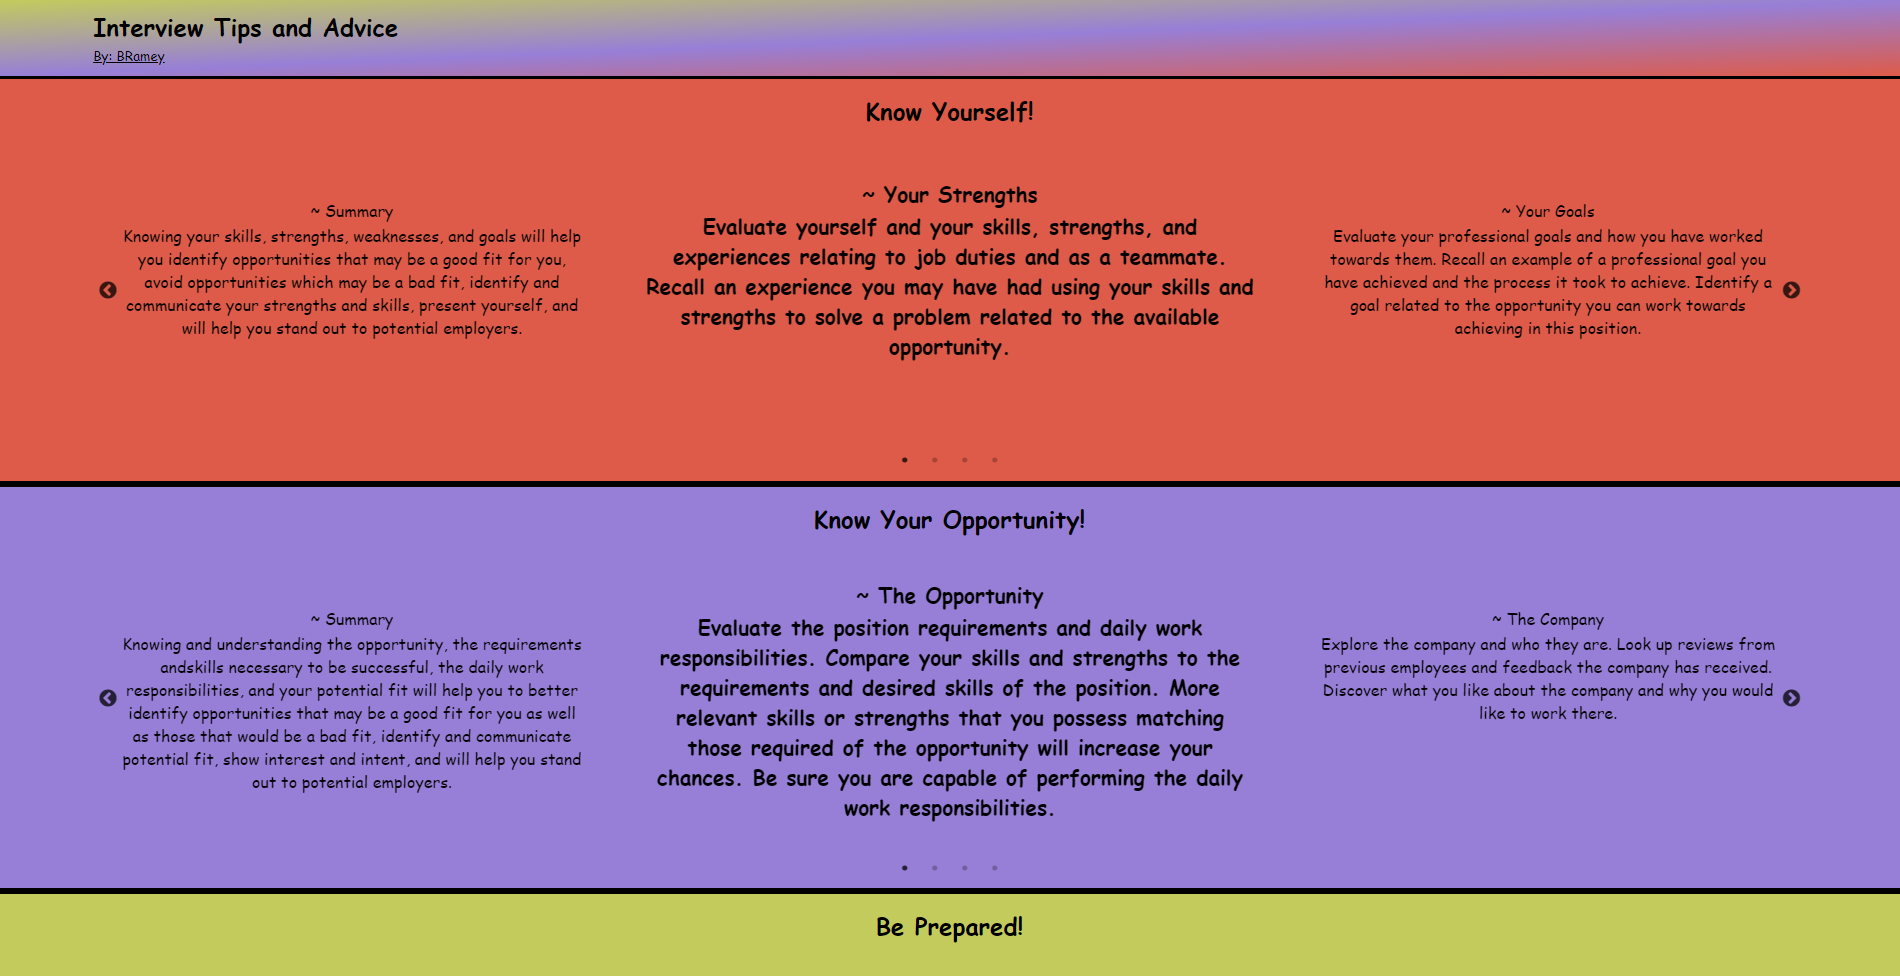 Interview Tips and Advice
By: BRamey
Know Yourself!
~ Summary
Knowing your skills, strengths, weaknesses, and goals will help
you identify opportunities that may be a good fit for you,
avoid opportunities which may be a bad fit, identify and
communicate your strengths and skills, present yourself, and
will help you stand out to potential employers.
~ Your Strengths
Evaluate yourself and your skills, strengths, and
experiences relating to job duties and as a teammate.
Recall an experience you may have had using your skills and
strengths to solve a problem related to the available
opportunity.
~ Your Goals
Evaluate your professional goals and how you have worked
towards them. Recall an example of a professional goal you
have achieved and the process it took to achieve. Identify a
goal related to the opportunity you can work towards
achieving in this position.
Know Your Opportunity!
~ Summary
Knowing and understanding the opportunity, the requirements
andskills necessary to be successful, the daily work
responsibilities, and your potential fit will help you to better
identify opportunities that may be a good fit for you as well
as those that would be a bad fit, identify and communicate
potential fit, show interest and intent, and will help you stand
out to potential employers.
~ The Opportunity
Evaluate the position requirements and daily work
responsibilities. Compare your skills and strengths to the
requirements and desired skills of the position. More
relevant skills or strengths that you possess matching
those required of the opportunity will increase your
chances. Be sure you are capable of performing the daily
work responsibilities.
~ The Company
Explore the company and who they are. Look up reviews from
previous employees and feedback the company has received.
Discover what you like about the company and why you would
like to work there.
Be Prepared!